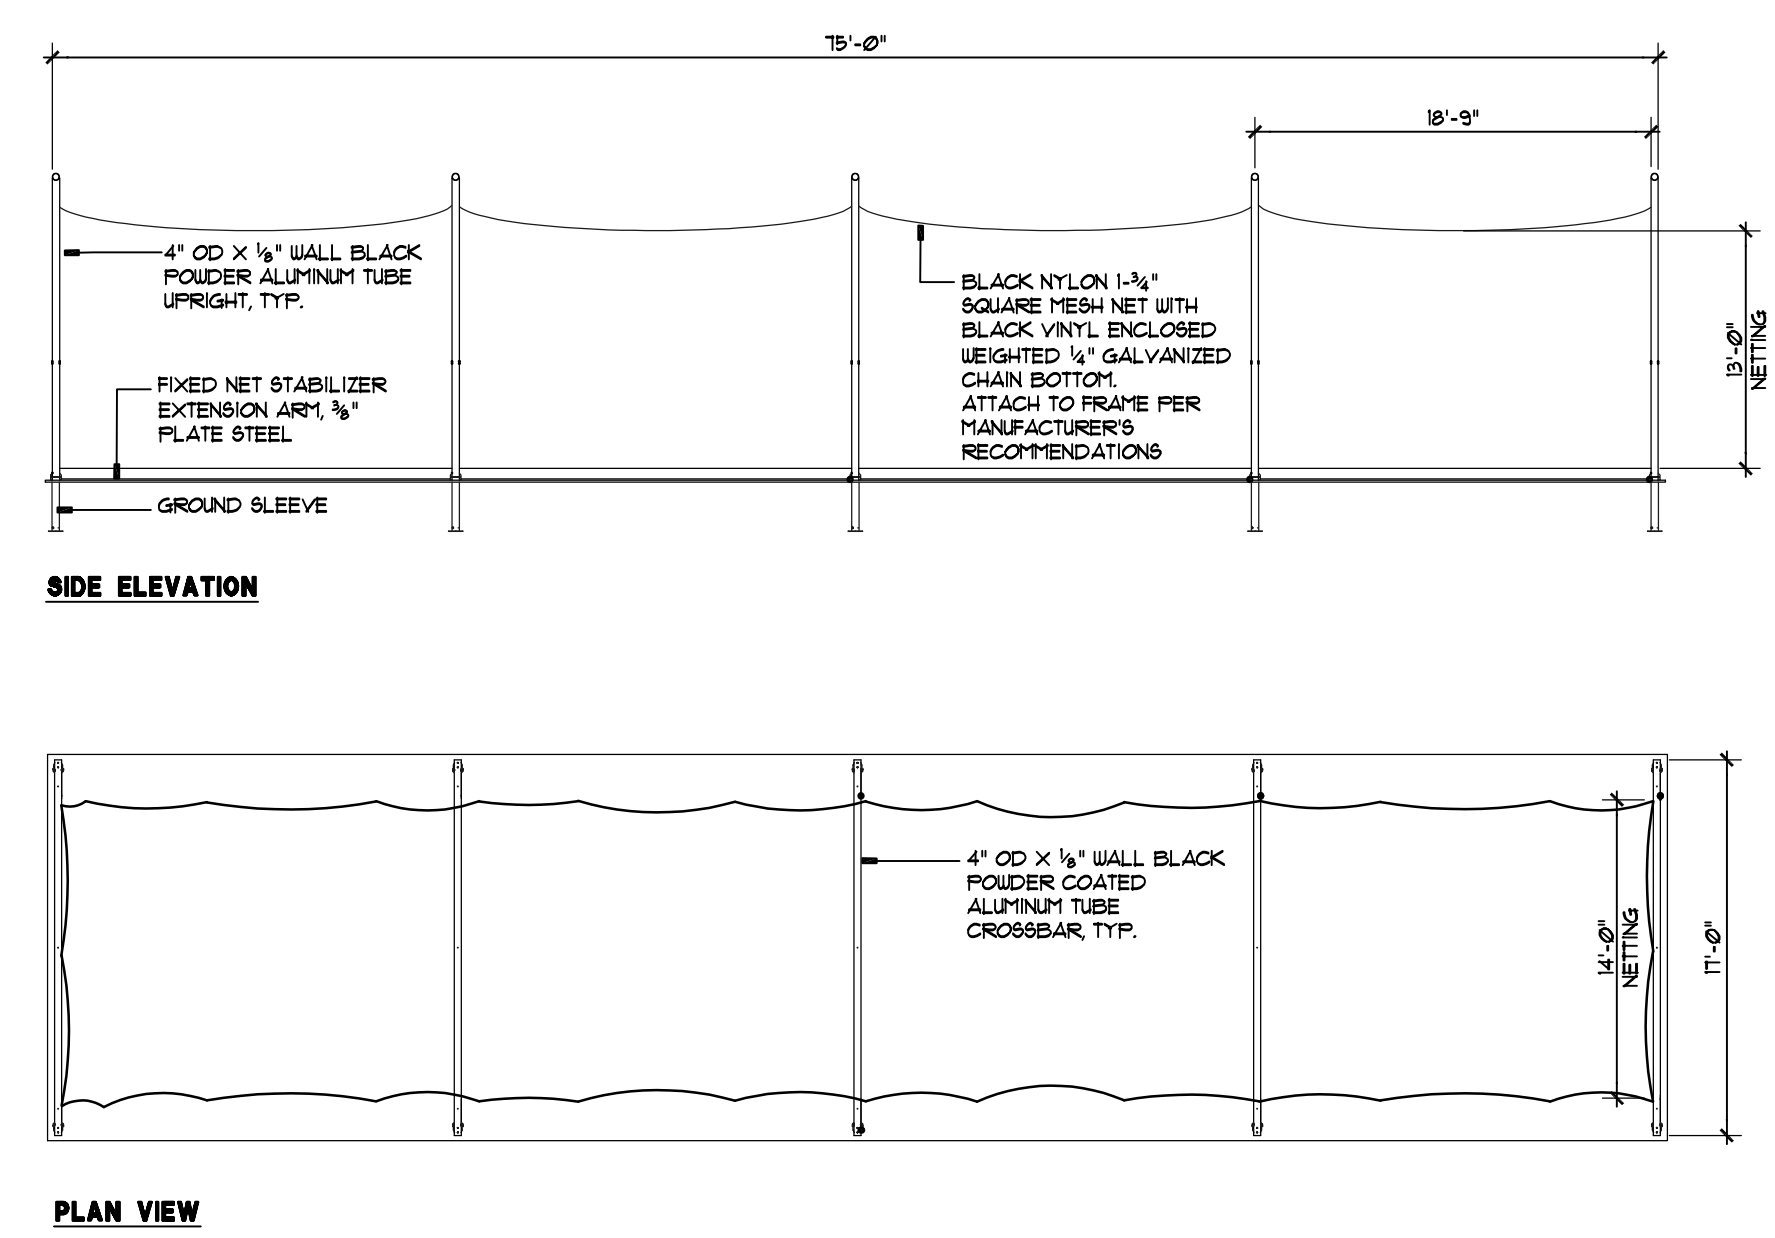 75'-0"
18'-9"
4" OD X 1/8" WALL BLACK
POWDER ALUMINUM TUBE
UPRIGHT, TYP.
BLACK NYLON 1-3/4"
SQUARE MESH NET WITH
BLACK VINYL ENCLOSED
WEIGHTED 1/4" GALVANIZED
CHAIN BOTTOM.
ATTACH TO FRAME PER
MANUFACTURER'S
RECOMMENDATIONS
13'-0"
NETTING
FIXED NET STABILIZER
EXTENSION ARM, 3/8"
PLATE STEEL
GROUND SLEEVE
SIDE ELEVATION
4" OD X 1/8" WALL BLACK
POWDER COATED
ALUMINUM TUBE
CROSSBAR, TYP.
14'-0"
NETTING
17'-0"
PLAN VIEW